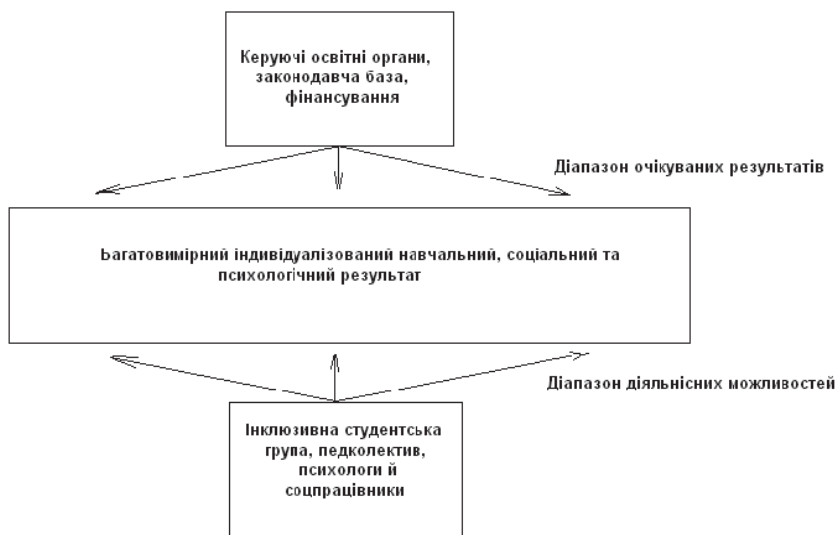 Керуючі освітні органи,
законодавча база,
фінансування
Діапазон очікуваних результатів
Багатовимірний індивідуалізований навчальний, соціальний та
психологічний результат
Діапазон діяльнісних можливостей
Інклюзивна студентська
група, педколектив,
психологи й
соцпрацівники